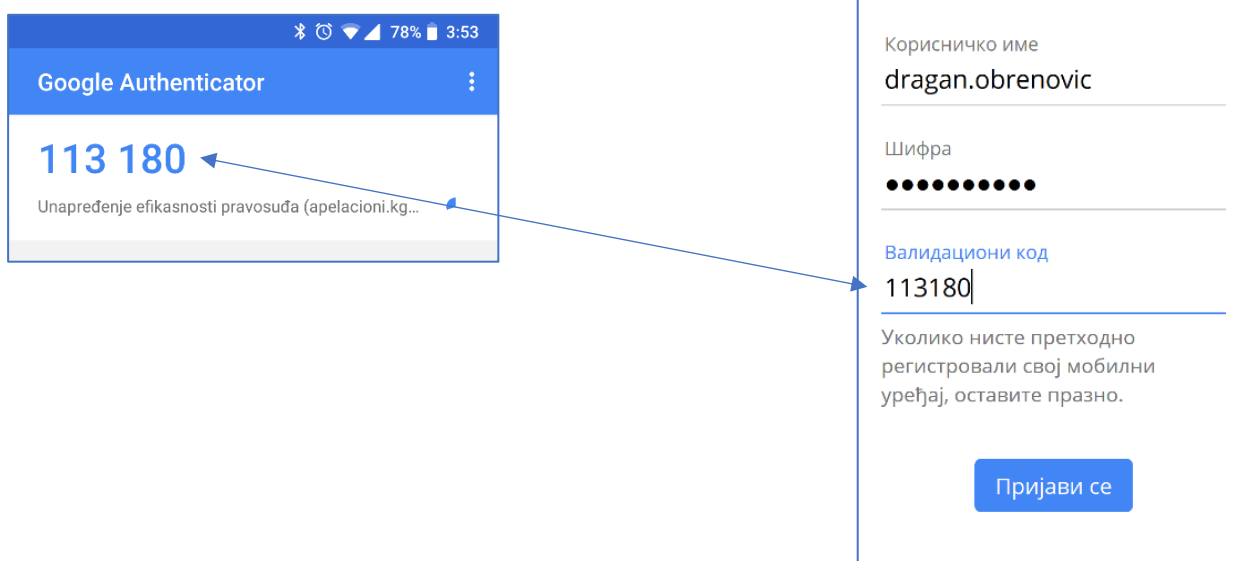 78% 3:53
Google Authenticator
113 180
Unapređenje efikasnosti pravosuđa (apelacioni.kg...
Корисничко име
dragan.obrenovic
Шифра
●●●●●●●●●●
Валидациони код
113180
Уколико нисте претходно
регистровали свој мобилни
уређај, оставите празно.
Пријави се